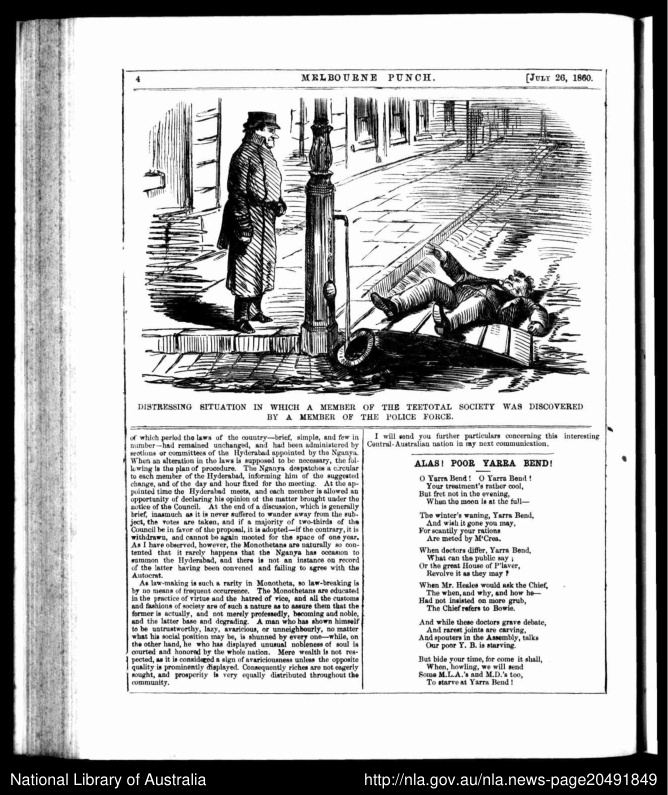 4
MELBOURNE PUNCH.
[JULY 26, 1860.
DISTRESSING SITUATION IN WHICH A MEMBER OF THE TEETOTAL SOCIETY WAS DISCOVERED
BY A MEMBER OF THE POLICE FORCE.
of which period the laws of the country—brief, simple, and few in
number—had remained unchanged, and had been administered by
sections or committees of the Hyderabad appointed by the Nganya.
When an alteration in the laws is supposed to be necessary, the fol-
lowing is the plan of procedure. The Nganya despatches a circular
to each member of the Hyderabad, informing him of the suggested
change, and of the day and hour fixed for the meeting. At the ap-
pointed time the Hyderabad meets, and each member is allowed an
opportunity of declaring his opinion of the matter brought under the
notice of the Council. At the end of a discussion, which is generally
brief, inasmuch as it is never suffered to wander away from the sub-
ject, the votes are taken, and if a majority of two-thirds of the
Council be in favor of the proposal, it is adopted—if the contrary, it is
withdrawn, and cannot be again mooted for the space of one year.
As I have observed, however, the Monothetans are naturally so con-
tented that it rarely happens that the Nganya has occasion to
summon the Hyderabad, and there is not an instance on record
of the latter having been convened and failing to agree with the
Autocrat.
As law-making is such a rarity in Monotheta, so law-breaking is
by no means of frequent occurrence. The Monothetans are educated
in the practice of virtue and the hatred of vice, and all the customs
and fashions of society are of such a nature as to assure them that the
former is actually, and not merely professedly, becoming and noble,
and the latter base and degrading. A man who has shown himself
to be untrustworthy, lazy, avaricious, or unneighbourly, no matter
what his social position may be, is shunned by every one—while, on
the other hand, he who has displayed unusual nobleness of soul is
courted and honored by the whole nation. Mere wealth is not res-
pected, as it is considered a sign of avariciousness unless the opposite
quality is prominently displayed. Consequently riches are not eagerly
sought, and prosperity is very equally distributed throughout the
community.
I will send you further particulars concerning this interesting
Central-Australian nation in my next communication.
ALAS! POOR YARRA BEND!
O Yarra Bend! O Yarra Bend!
Your treatment's rather cool,
But fret not in the evening,
When the moon is at the full—
The winter's waning, Yarra Bend,
And wish it gone you may,
For scantily your rations
Are meted by M'Crea.
When doctors differ, Yarra Bend,
What can the public say;
Or the great House of P'laver,
Revolve it as they may?
When Mr. Heales would ask the Chief,
The when, and why, and how he—
Had not insisted on more grub,
The Chief refers to Bowie.
And while these doctors grave debate,
And rarest joints are carving,
And spouters in the Assembly, talks
Our poor Y. B. is starving.
But bide your time, for come it shall,
When, howling, we will send
Some M.L.A.'s and M.D.'s too,
To starve at Yarra Bend!
National Library of Australia
http://nla.gov.au/nla.news-page20491849